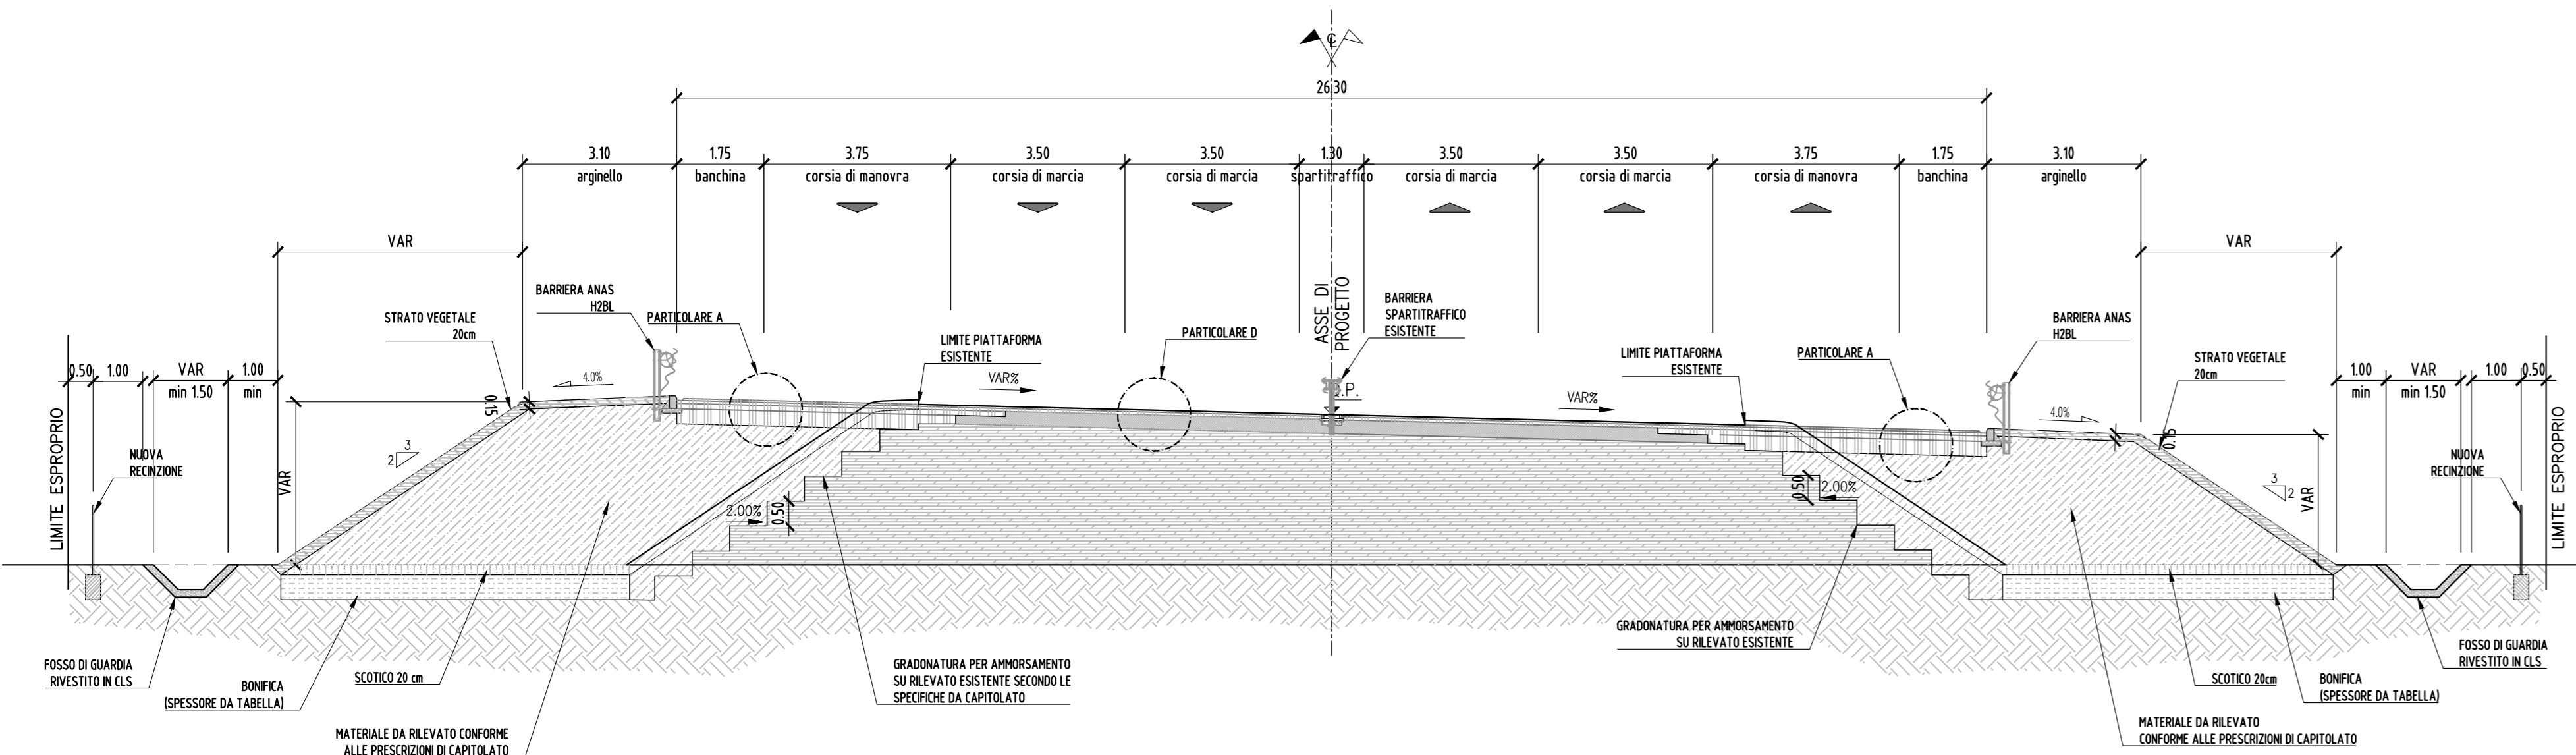 ℄
26.30
3.10 1.75 3.75 3.50 3.50 1.30 3.50 3.50 3.75 1.75 3.10
arginello banchina corsia di manovra corsia di marcia corsia di marcia spartitraffico corsia di marcia corsia di marcia corsia di manovra banchina arginello
VAR
VAR
ASSE DI
PROGETTO
BARRIERA ANAS
H2BL
STRATO VEGETALE
20cm
PARTICOLARE A
LIMITE PIATTAFORMA
ESISTENTE
PARTICOLARE D
BARRIERA
SPARTITRAFFICO
ESISTENTE
LIMITE PIATTAFORMA
ESISTENTE
PARTICOLARE A
BARRIERA ANAS
H2BL
STRATO VEGETALE
20cm
0.50 1.00 VAR 1.00
min 1.50 min
1.00 VAR 1.00 0.50
min min 1.50
4.0%
VAR%
Q.P.
VAR%
4.0%
0.15
0.15
LIMITE ESPROPRIO
NUOVA
RECINZIONE
3
2
VAR
2.00%
0.50
0.50
2.00%
3
2
VAR
NUOVA
RECINZIONE
LIMITE ESPROPRIO
FOSSO DI GUARDIA
RIVESTITO IN CLS
BONIFICA
(SPESSORE DA TABELLA)
SCOTICO 20 cm
MATERIALE DA RILEVATO CONFORME
ALLE PRESCRIZIONI DI CAPITOLATO
GRADONATURA PER AMMORSAMENTO
SU RILEVATO ESISTENTE SECONDO LE
SPECIFICHE DA CAPITOLATO
GRADONATURA PER AMMORSAMENTO
SU RILEVATO ESISTENTE
SCOTICO 20cm
BONIFICA
(SPESSORE DA TABELLA)
FOSSO DI GUARDIA
RIVESTITO IN CLS
MATERIALE DA RILEVATO
CONFORME ALLE PRESCRIZIONI DI CAPITOLATO